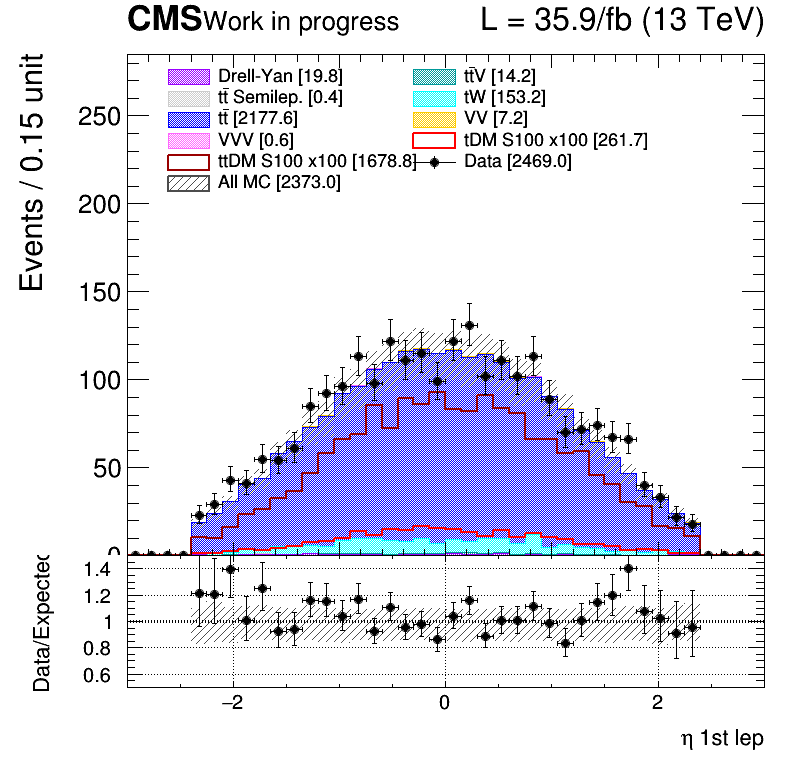 CMS Work in progress L = 35.9/fb (13 TeV)
Events / 0.15 unit
Drell-Yan [19.8] tt̄V [14.2]
tt̄ Semilep. [0.4] tW [153.2]
tt̄ [2177.6] VV [7.2]
VVV [0.6] tDM S100 x100 [261.7]
ttDM S100 x100 [1678.8] Data [2469.0]
All MC [2373.0]
250
200
150
100
50
0
Data/Expected
1.4
1.2
1
0.8
0.6
−2 0 2
η 1st lep